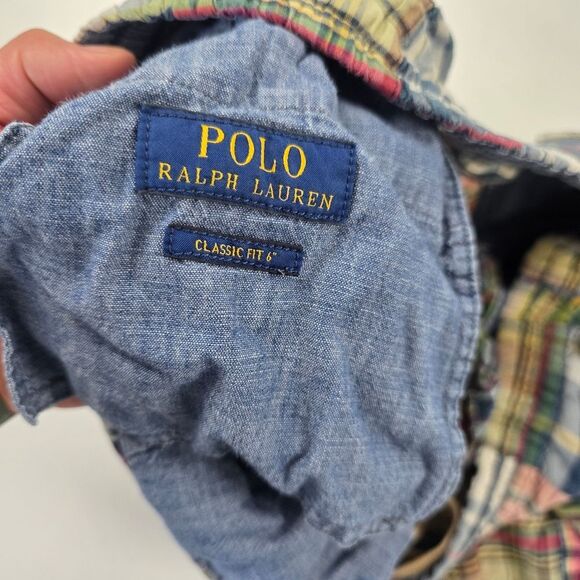 POLO
RALPH LAUREN
CLASSIC FIT 6"